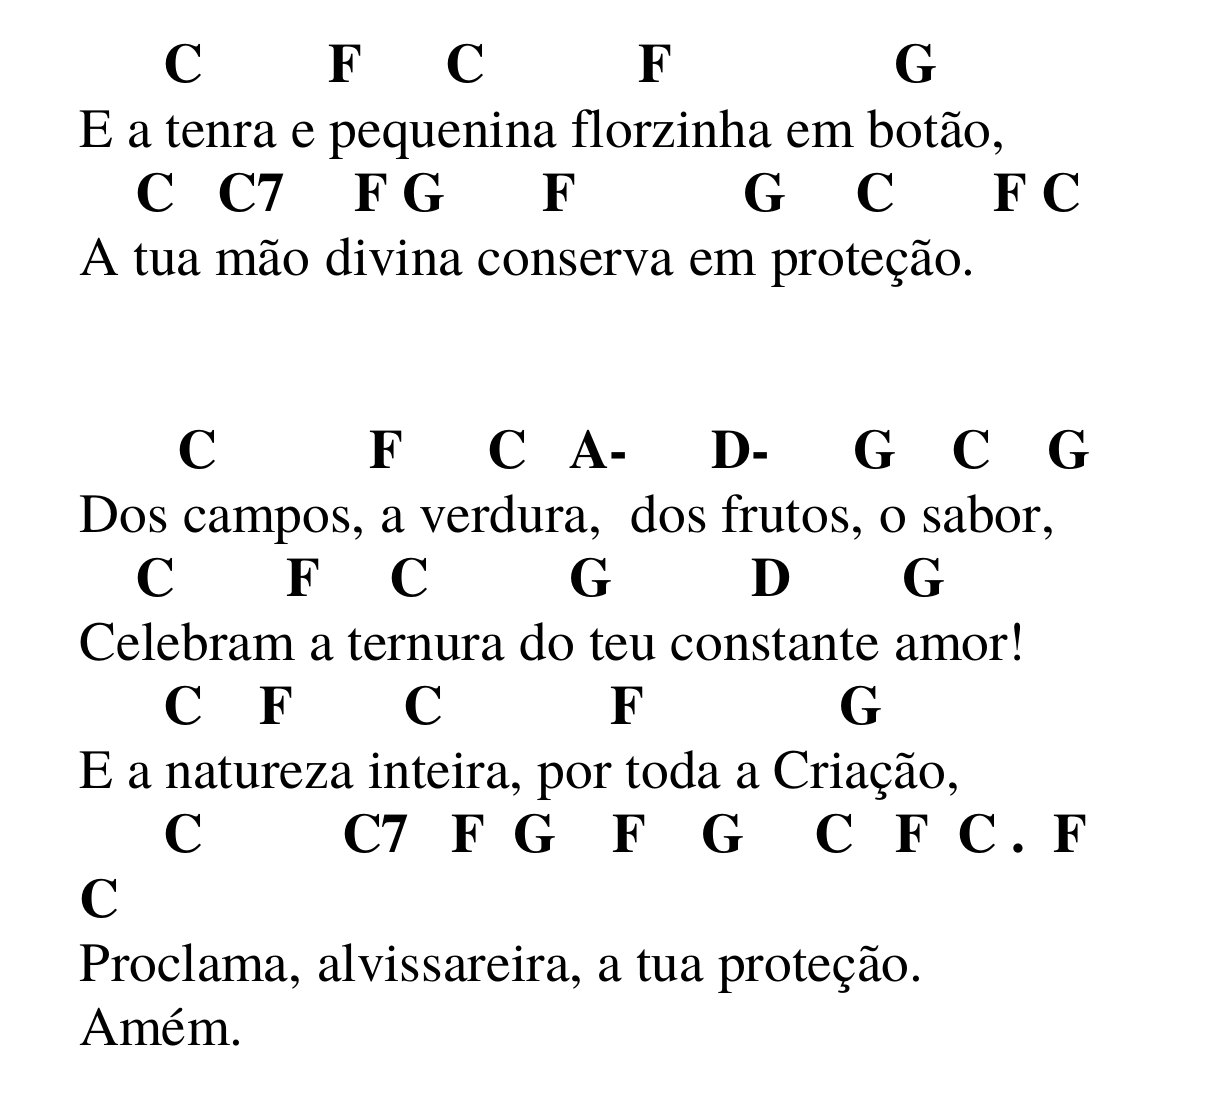 C F C F G
E a tenra e pequenina florzinha em botão,
C C7 F G F G C F C
A tua mão divina conserva em proteção.
C F C A- D- G C G
Dos campos, a verdura, dos frutos, o sabor,
C F C G D G
Celebram a ternura do teu constante amor!
C F C F G
E a natureza inteira, por toda a Criação,
C C7 F G F G C F C . F
C
Proclama, alvissareira, a tua proteção.
Amém.